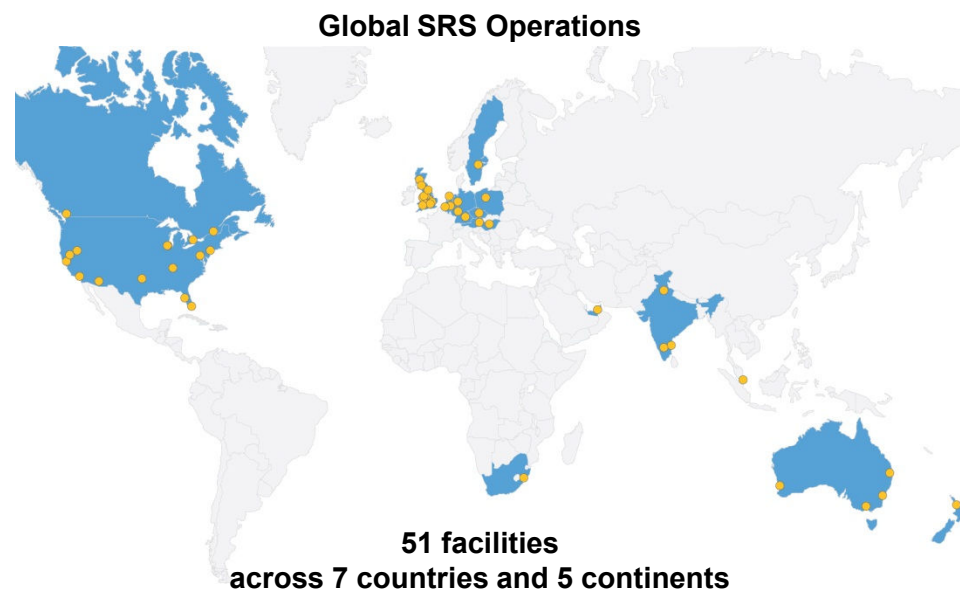 Global SRS Operations
51 facilities
across 7 countries and 5 continents